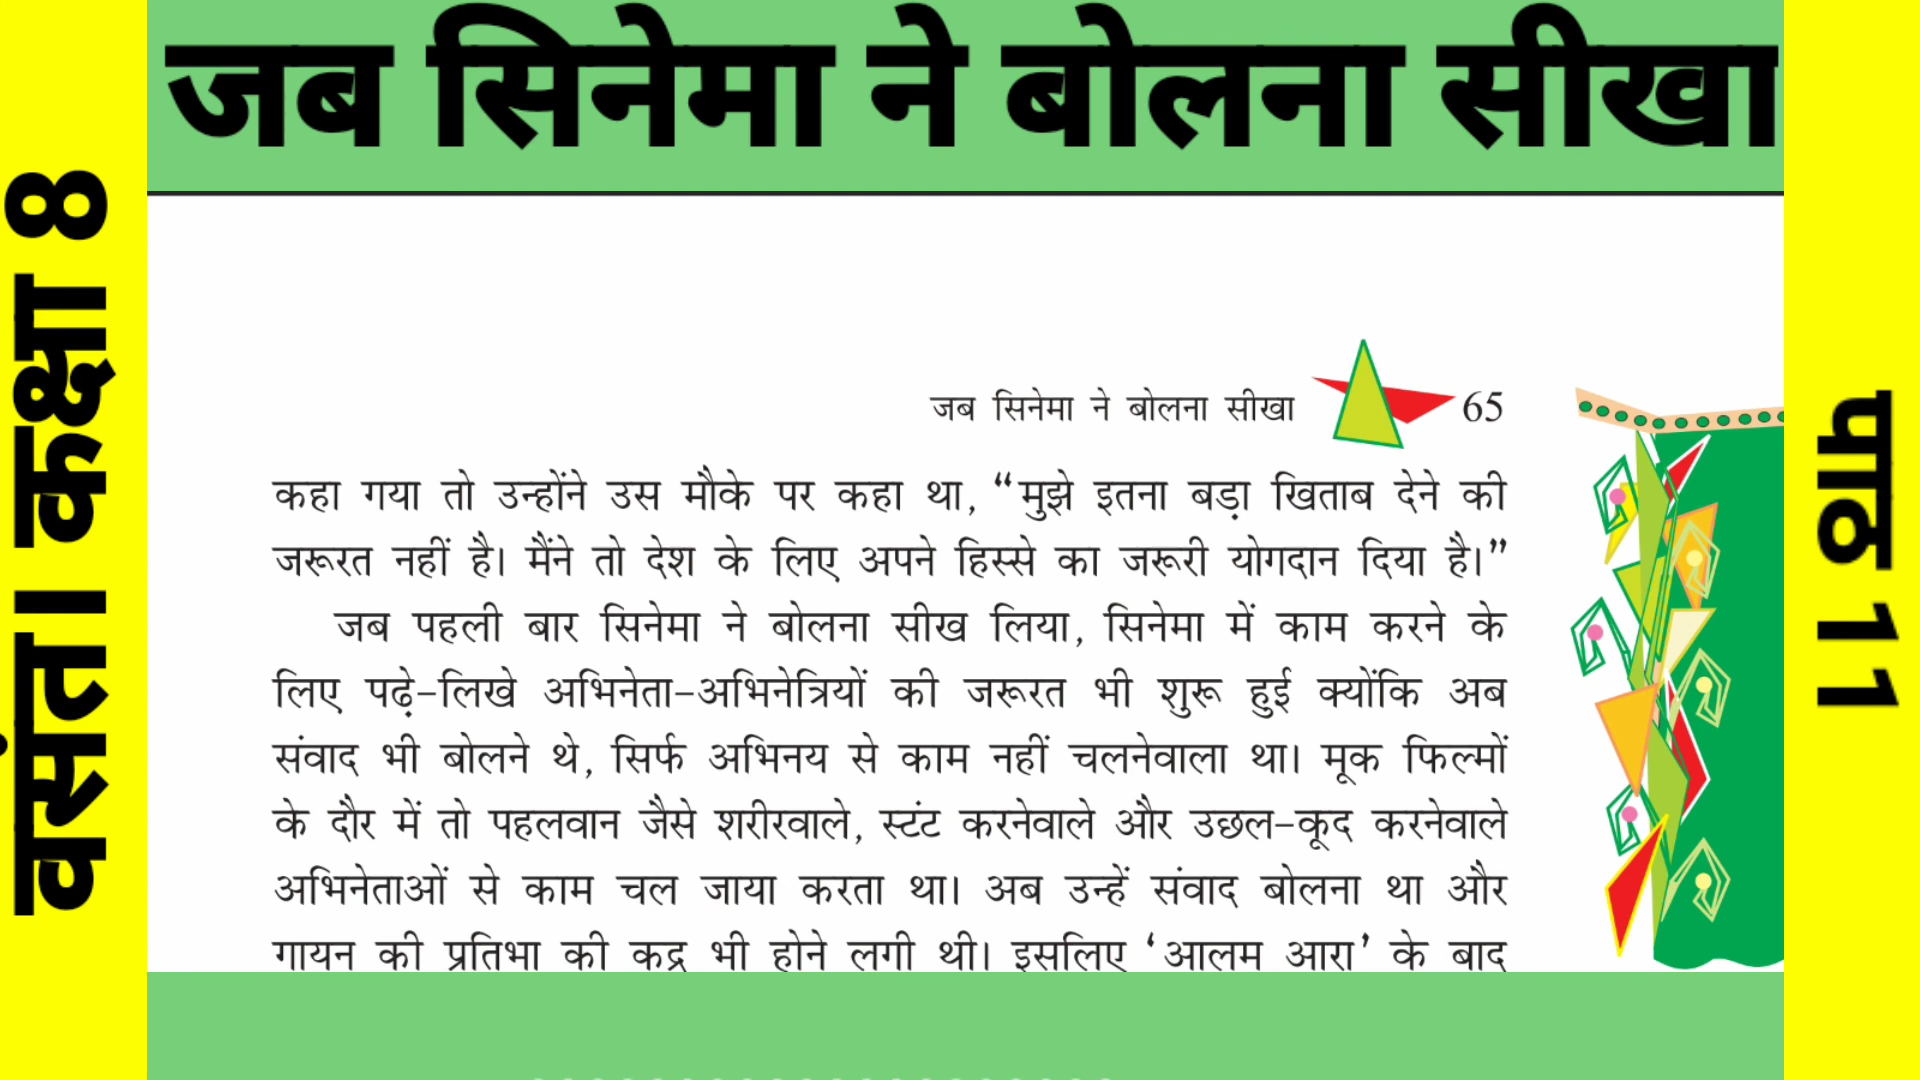 जब सिनेमा ने बोलना सीखा
वसंत। कक्षा 8
जब सिनेमा ने बोलना सीखा 65
कहा गया तो उन्होंने उस मौके पर कहा था, “मुझे इतना बड़ा खिताब देने की
जरूरत नहीं है। मैंने तो देश के लिए अपने हिस्से का जरूरी योगदान दिया है।”
जब पहली बार सिनेमा ने बोलना सीख लिया, सिनेमा में काम करने के
लिए पढ़े-लिखे अभिनेता-अभिनेत्रियों की जरूरत भी शुरू हुई क्योंकि अब
संवाद भी बोलने थे, सिर्फ अभिनय से काम नहीं चलनेवाला था। मूक फिल्मों
के दौर में तो पहलवान जैसे शरीरवाले, स्टंट करनेवाले और उछल-कूद करनेवाले
अभिनेताओं से काम चल जाया करता था। अब उन्हें संवाद बोलना था और
गायन की प्रतिभा की कद्र भी होने लगी थी। इसलिए ‘आलम आरा’ के बाद
पाठ 11